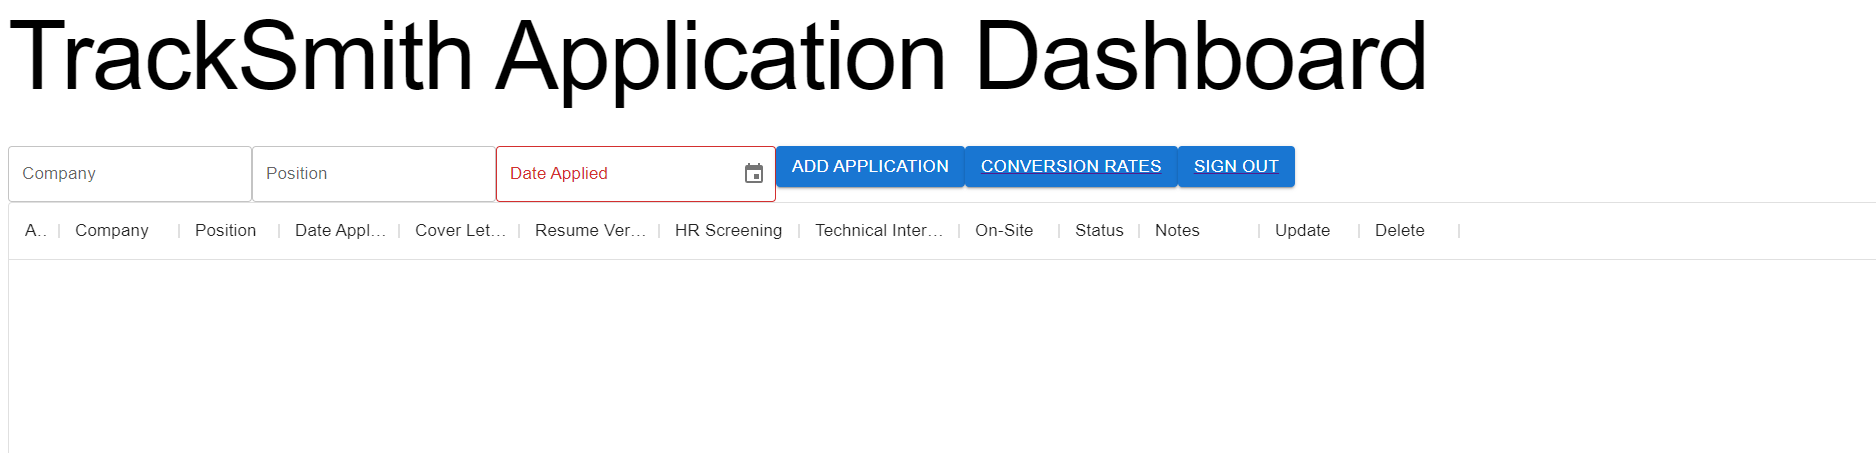 TrackSmith Application Dashboard
Company Position Date Applied ADD APPLICATION CONVERSION RATES SIGN OUT
A.. Company Position Date Appl... Cover Let... Resume Ver... HR Screening Technical Inter... On-Site Status Notes Update Delete